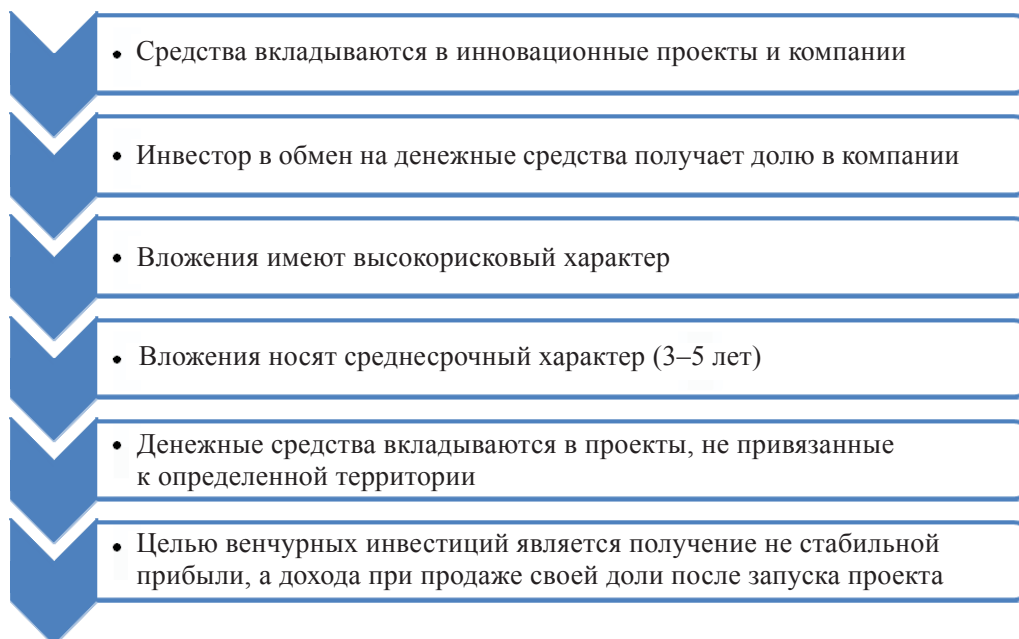 • Средства вкладываются в инновационные проекты и компании
• Инвестор в обмен на денежные средства получает долю в компании
• Вложения имеют высокорисковый характер
• Вложения носят среднесрочный характер (3–5 лет)
• Денежные средства вкладываются в проекты, не привязанные
к определенной территории
• Целью венчурных инвестиций является получение не стабильной
прибыли, а дохода при продаже своей доли после запуска проекта